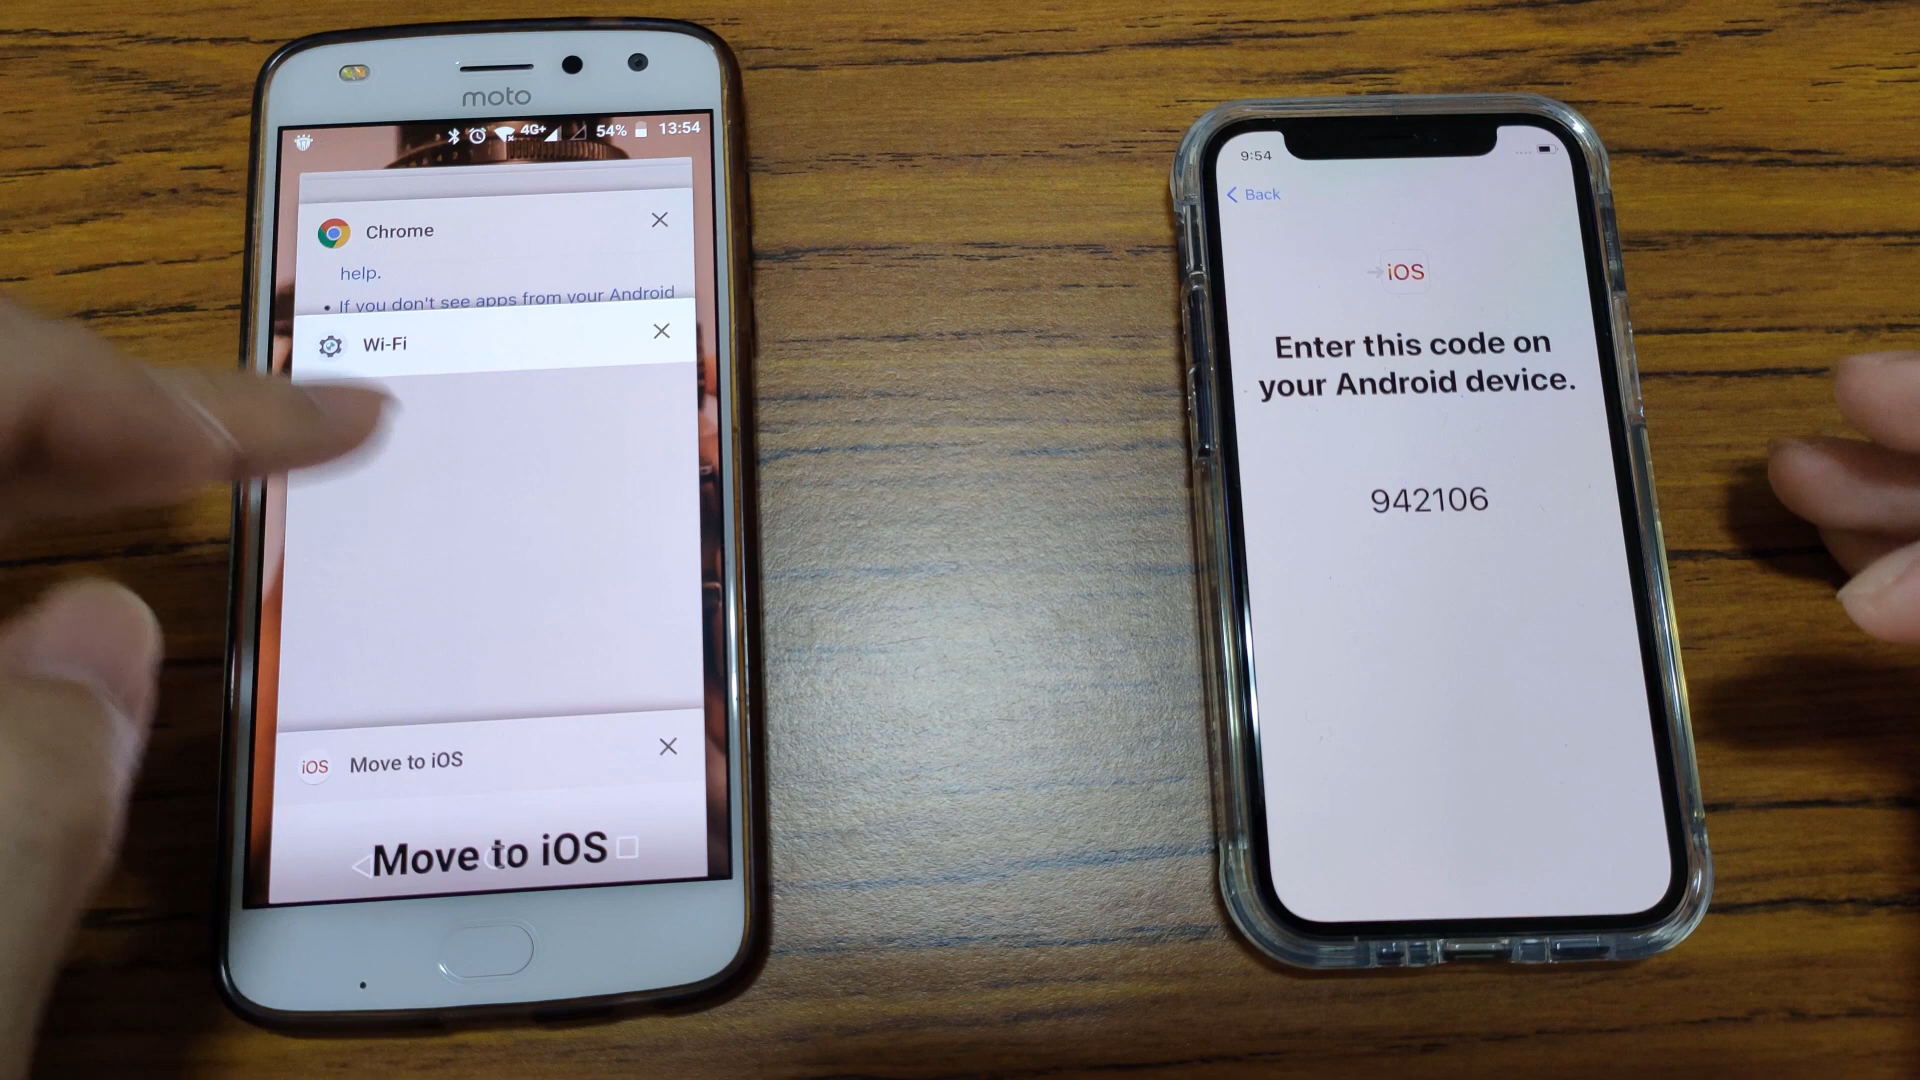 moto
4G+ 54% 13:54
Chrome
help.
• If you don't see apps from your Android
Wi-Fi
iOS Move to iOS
Move to iOS
9:54
Back
iOS
Enter this code on
your Android device.
942106